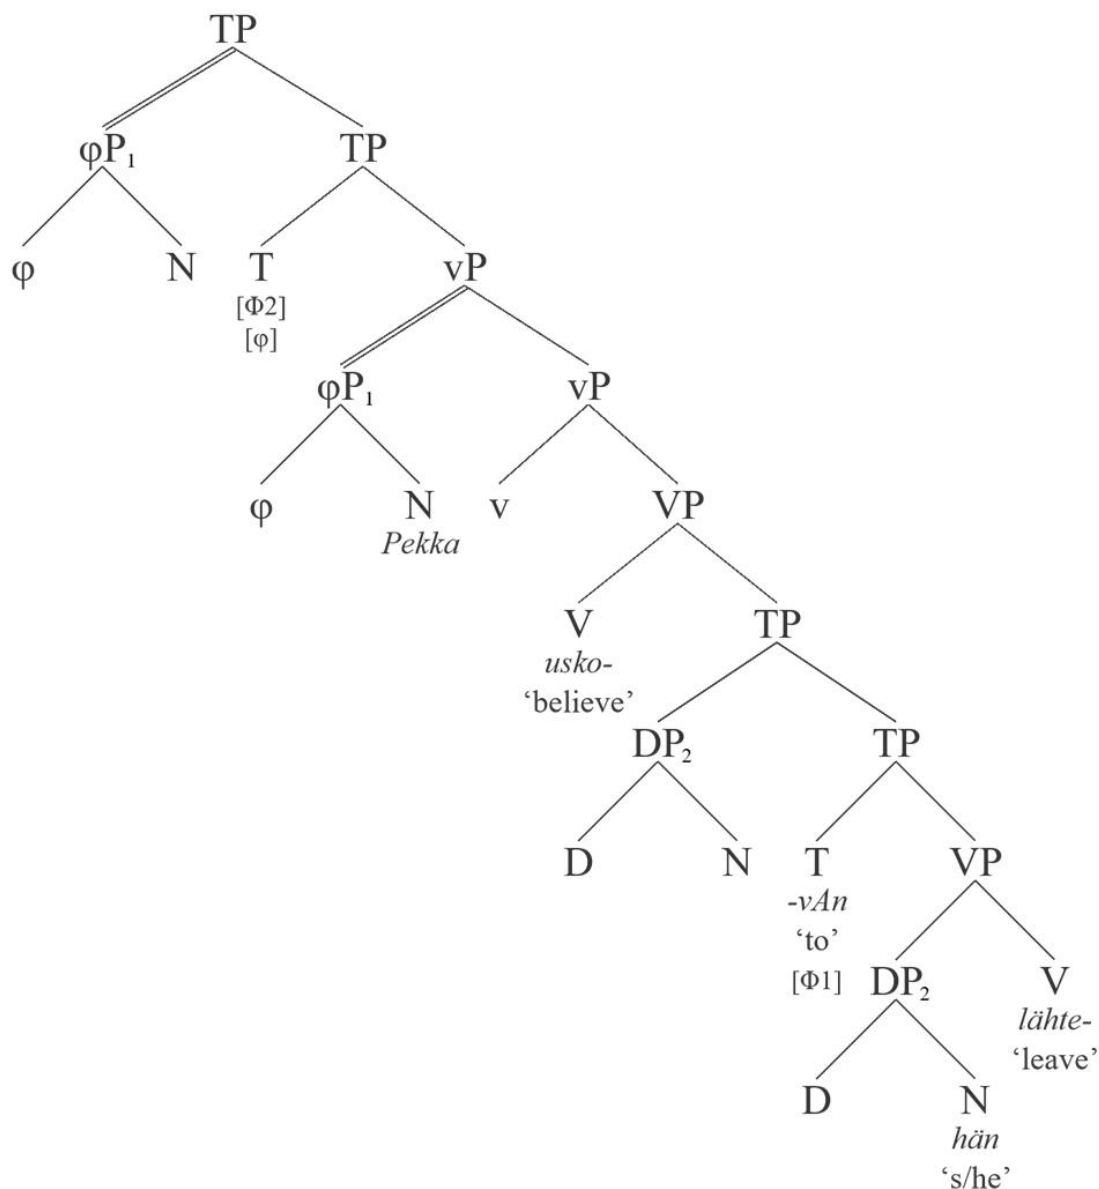 TP
φP₁ TP
φ N T vP
[Φ2]
[φ]
φP₁ vP
φ N v VP
Pekka
V TP
usko-
‘believe’
DP₂ TP
D N T VP
-vAn
‘to’
[Φ1] DP₂ V
lähte-
‘leave’
D N
hän
‘s/he’